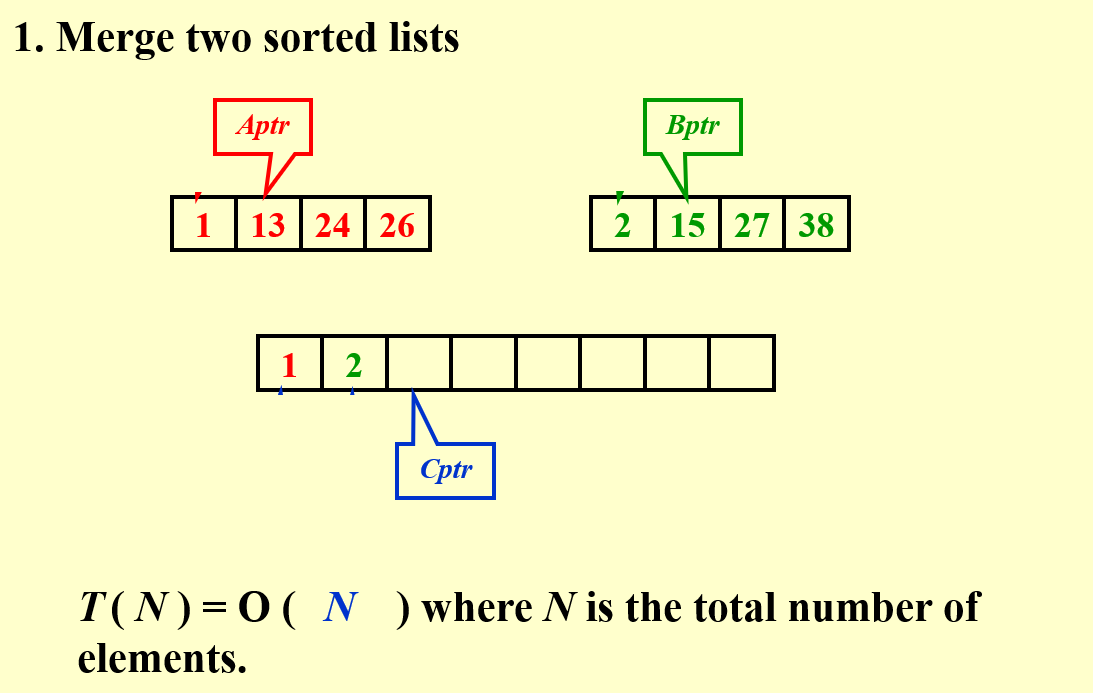 1. Merge two sorted lists
Aptr
Bptr
1 13 24 26
2 15 27 38
1 2
Cptr
T ( N ) = O ( N ) where N is the total number of
elements.